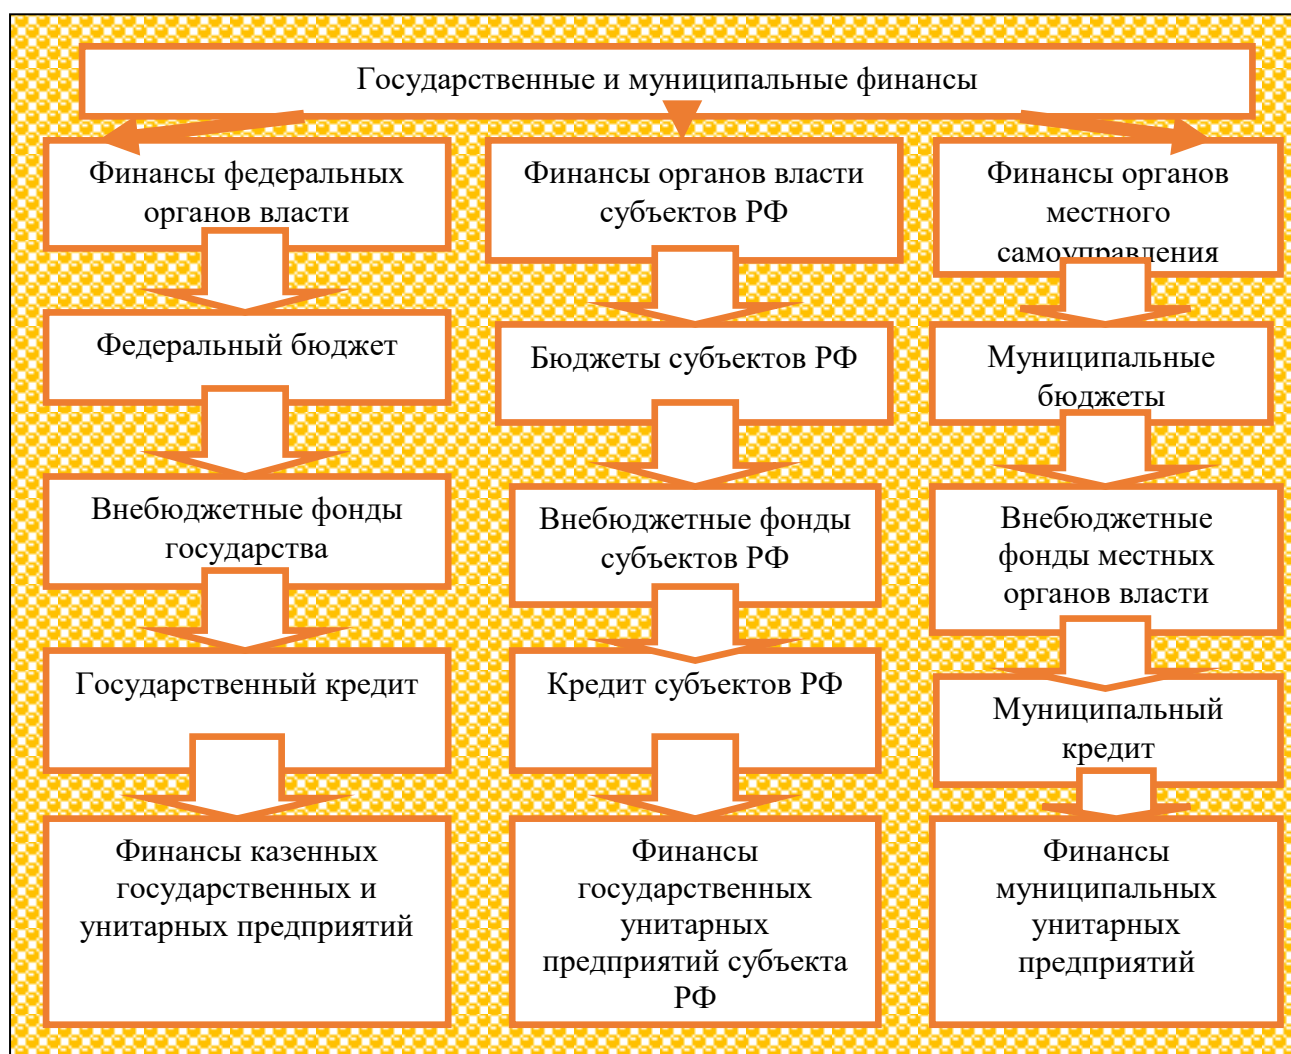 Государственные и муниципальные финансы
Финансы федеральных
органов власти
Финансы органов власти
субъектов РФ
Финансы органов
местного
самоуправления
Федеральный бюджет
Бюджеты субъектов РФ
Муниципальные
бюджеты
Внебюджетные фонды
государства
Внебюджетные фонды
субъектов РФ
Внебюджетные
фонды местных
органов власти
Государственный кредит
Кредит субъектов РФ
Муниципальный
кредит
Финансы казенных
государственных и
унитарных предприятий
Финансы
государственных
унитарных
предприятий субъекта
РФ
Финансы
муниципальных
унитарных
предприятий